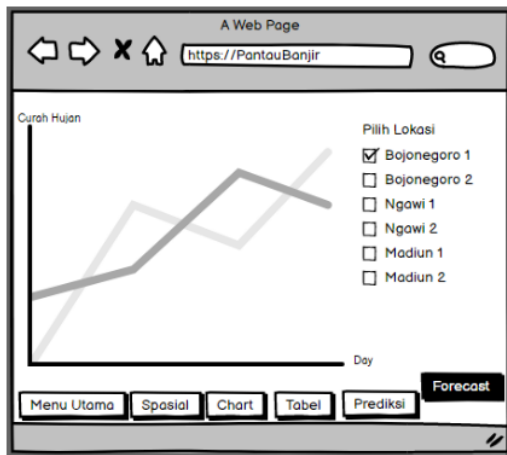 A Web Page
https://PantauBanjir
Curah Hujan
Pilih Lokasi
Bojonegoro 1
Bojonegoro 2
Ngawi 1
Ngawi 2
Madiun 1
Madiun 2
Day
Forecast
Menu Utama
Spasial
Chart
Tabel
Prediksi